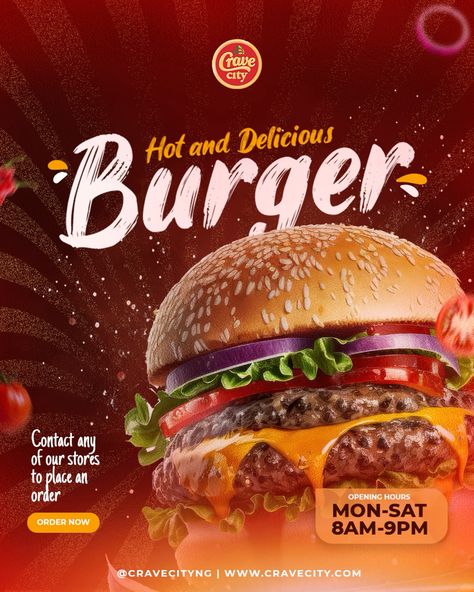 Crave
city
Hot and Delicious
Burger
Contact any
of our stores
to place an
order
ORDER NOW
OPENING HOURS
MON-SAT
8AM-9PM
@CRAVECITYNG | WWW.CRAVECITY.COM